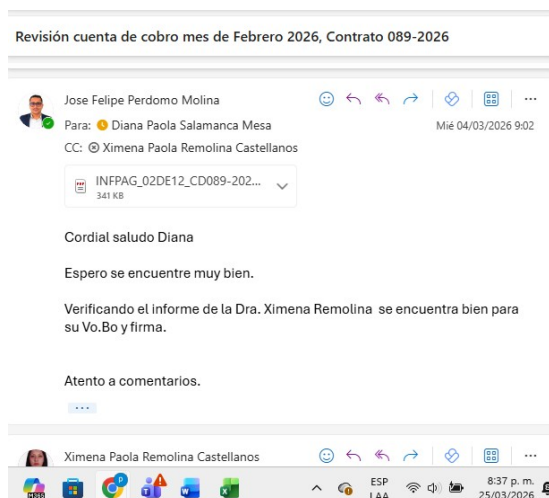 Revisión cuenta de cobro mes de Febrero 2026, Contrato 089-2026
Jose Felipe Perdomo Molina
Para: Diana Paola Salamanca Mesa
Mié 04/03/2026 9:02
CC: Ximena Paola Remolina Castellanos
INFPAG_02DE12_CD089-202...
341 KB
Cordial saludo Diana
Espero se encuentre muy bien.
Verificando el informe de la Dra. Ximena Remolina se encuentra bien para
su Vo.Bo y firma.
Atento a comentarios.
...
Ximena Paola Remolina Castellanos
ESP
LAA
8:37 p. m.
25/03/2026